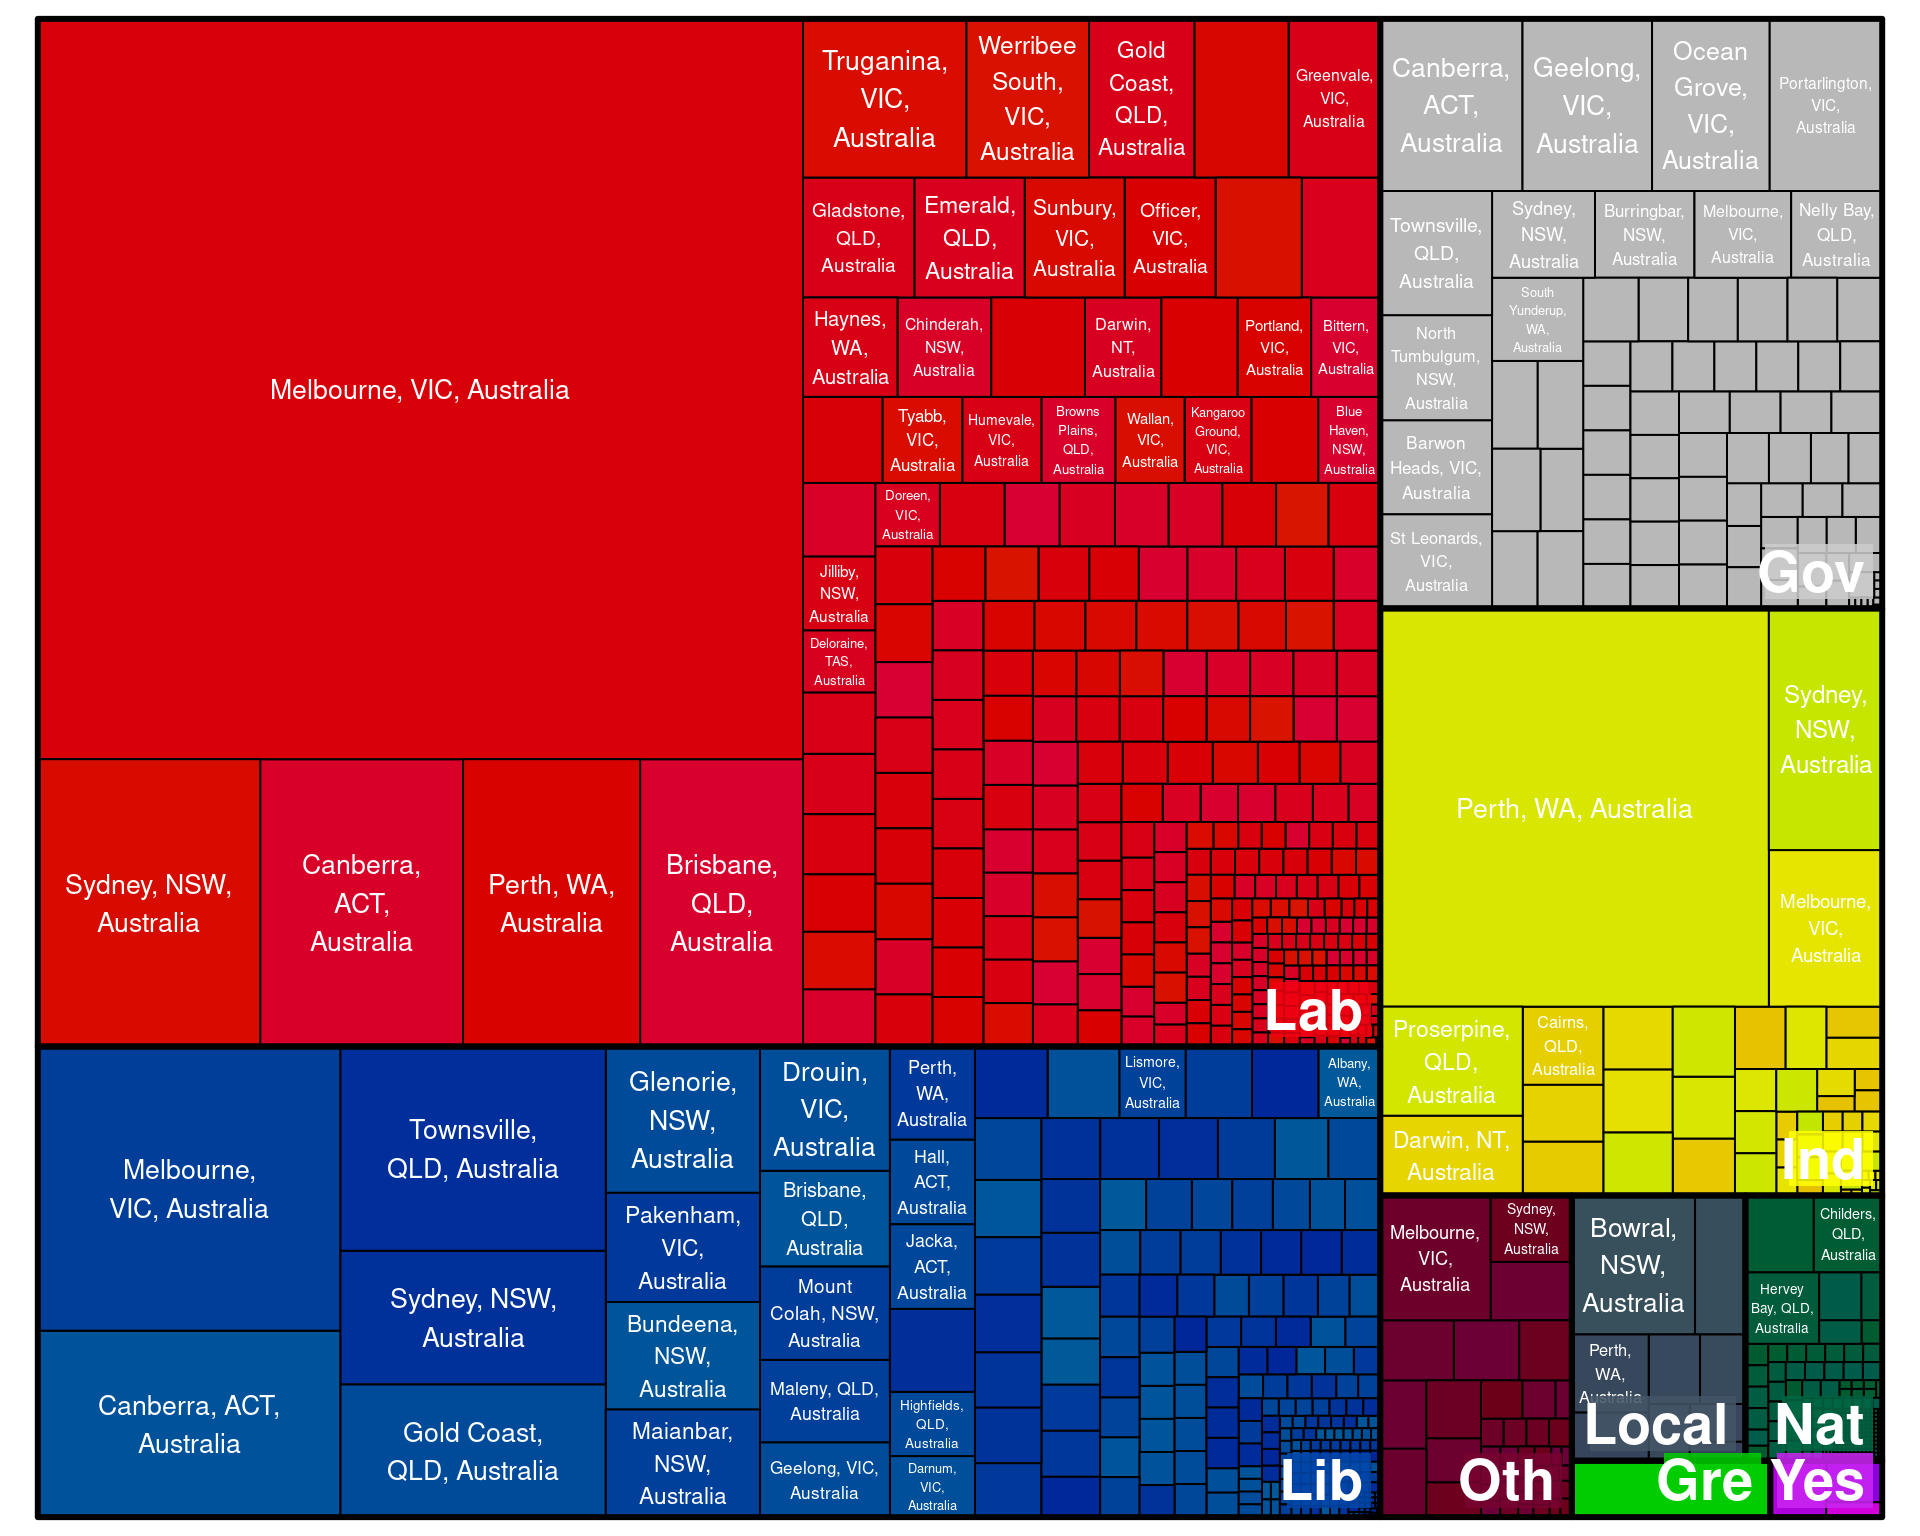 Melbourne, VIC, Australia
Sydney, NSW,
Australia
Canberra,
ACT,
Australia
Perth, WA,
Australia
Brisbane,
QLD,
Australia
Truganina,
VIC,
Australia
Werribee
South,
VIC,
Australia
Gold
Coast,
QLD,
Australia
Greenvale,
VIC,
Australia
Gladstone,
QLD,
Australia
Emerald,
QLD,
Australia
Sunbury,
VIC,
Australia
Officer,
VIC,
Australia
Haynes,
WA,
Australia
Chinderah,
NSW,
Australia
Darwin,
NT,
Australia
Portland,
VIC,
Australia
Bittern,
VIC,
Australia
Tyabb,
VIC,
Australia
Humevale,
VIC,
Australia
Browns
Plains,
QLD,
Australia
Wallan,
VIC,
Australia
Kangaroo
Ground,
VIC,
Australia
Blue
Haven,
NSW,
Australia
Doreen,
VIC,
Australia
Jilliby,
NSW,
Australia
Deloraine,
TAS,
Australia
Lab
Melbourne,
VIC, Australia
Canberra, ACT,
Australia
Townsville,
QLD, Australia
Sydney, NSW,
Australia
Gold Coast,
QLD, Australia
Glenorie,
NSW,
Australia
Pakenham,
VIC,
Australia
Bundeena,
NSW,
Australia
Maianbar,
NSW,
Australia
Drouin,
VIC,
Australia
Brisbane,
QLD,
Australia
Mount
Colah, NSW,
Australia
Maleny, QLD,
Australia
Geelong, VIC,
Australia
Perth,
WA,
Australia
Hall,
ACT,
Australia
Jacka,
ACT,
Australia
Highfields,
QLD,
Australia
Darnum,
VIC,
Australia
Lismore,
VIC,
Australia
Albany,
WA,
Australia
Lib
Canberra,
ACT,
Australia
Geelong,
VIC,
Australia
Ocean
Grove,
VIC,
Australia
Portarlington,
VIC,
Australia
Townsville,
QLD,
Australia
North
Tumbulgum,
NSW,
Australia
Barwon
Heads, VIC,
Australia
St Leonards,
VIC,
Australia
Sydney,
NSW,
Australia
Burringbar,
NSW,
Australia
Melbourne,
VIC,
Australia
Nelly Bay,
QLD,
Australia
South
Yunderup,
WA,
Australia
Gov
Perth, WA, Australia
Sydney,
NSW,
Australia
Melbourne,
VIC,
Australia
Proserpine,
QLD,
Australia
Darwin, NT,
Australia
Cairns,
QLD,
Australia
Ind
Melbourne,
VIC,
Australia
Sydney,
NSW,
Australia
Oth
Bowral,
NSW,
Australia
Perth,
WA,
Australia
Local
Childers,
QLD,
Australia
Hervey
Bay, QLD,
Australia
Nat
Gre
Yes